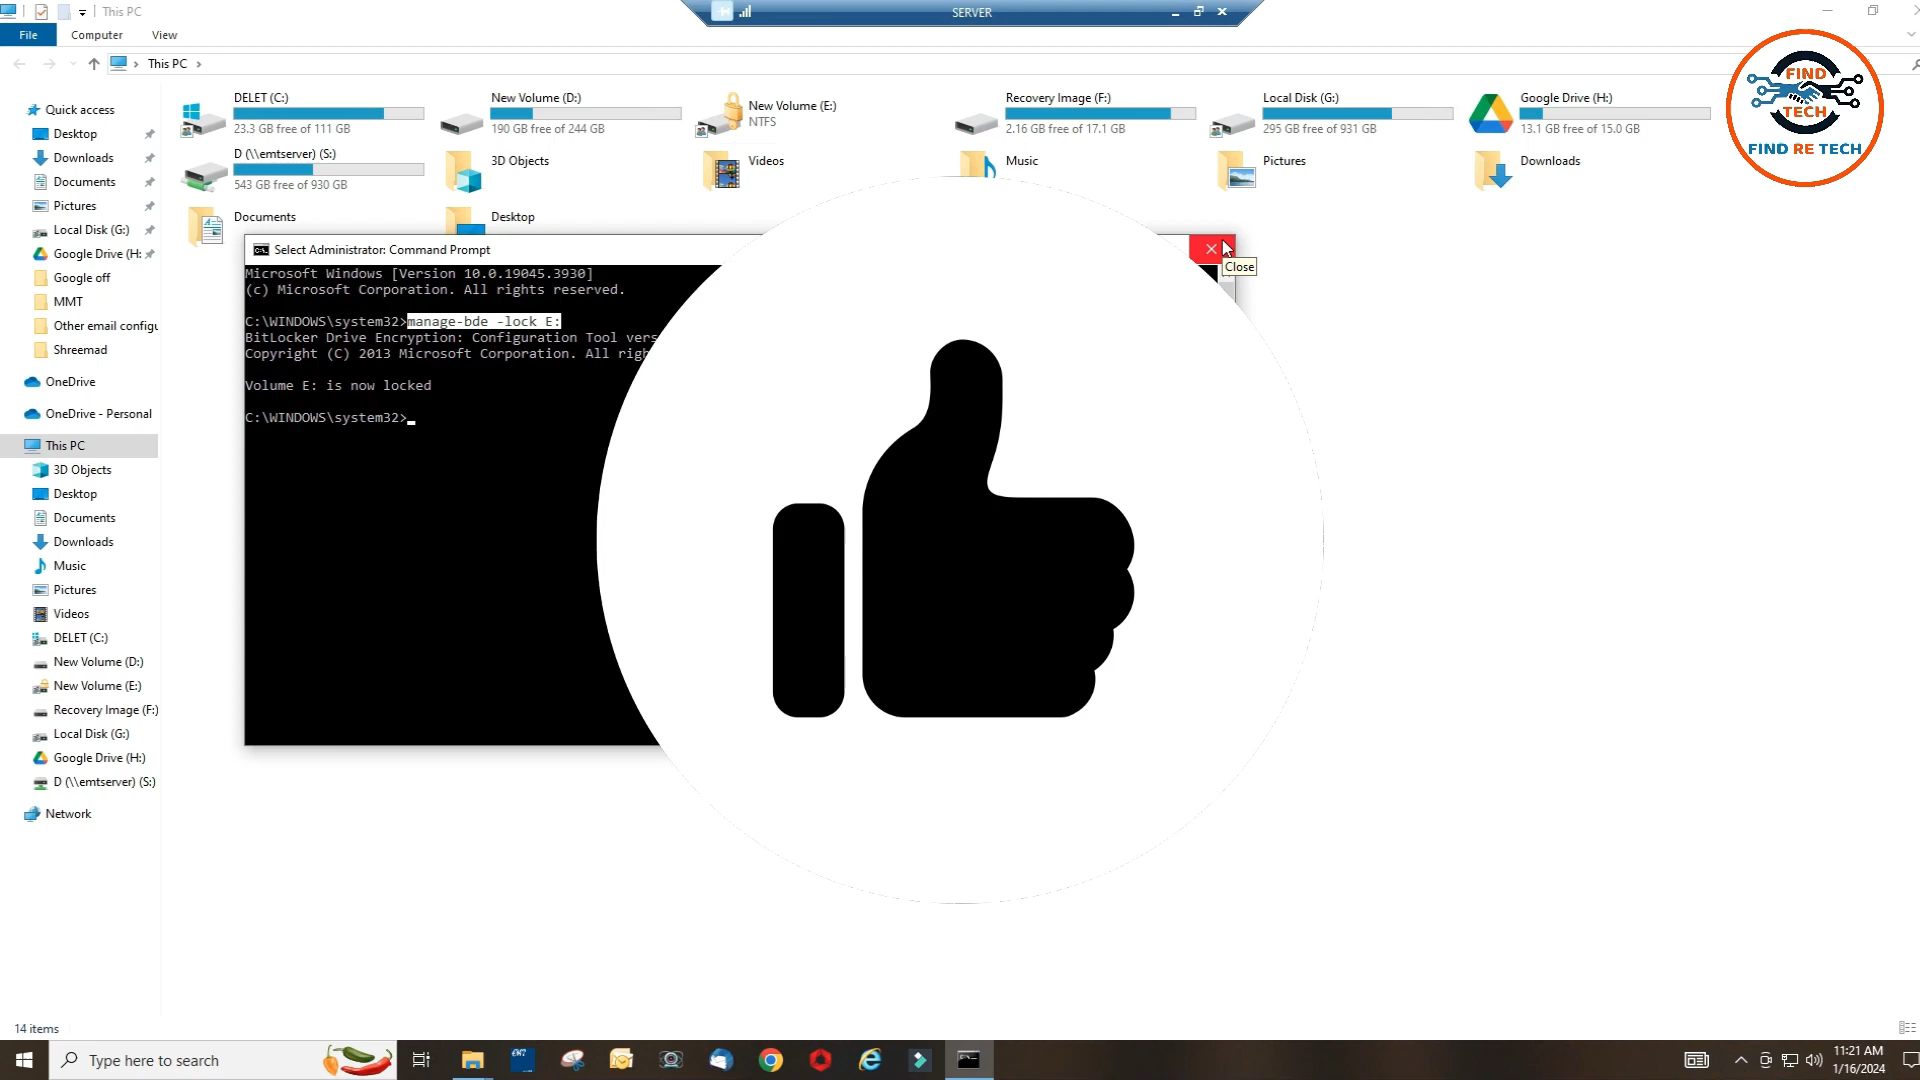 This PC
SERVER
File
Computer
View
This PC
FIND
TECH
FIND RE TECH
DELET (C:)
23.3 GB free of 111 GB
New Volume (D:)
190 GB free of 244 GB
New Volume (E:)
NTFS
Recovery Image (F:)
2.16 GB free of 17.1 GB
Local Disk (G:)
295 GB free of 931 GB
Google Drive (H:)
13.1 GB free of 15.0 GB
D (\\emtserver) (S:)
543 GB free of 930 GB
3D Objects
Videos
Music
Pictures
Downloads
Documents
Desktop
Quick access
Desktop
Downloads
Documents
Pictures
Local Disk (G:)
Google Drive (H:
Google off
MMT
Other email configu
Shreemad
OneDrive
OneDrive - Personal
This PC
3D Objects
Desktop
Documents
Downloads
Music
Pictures
Videos
DELET (C:)
New Volume (D:)
New Volume (E:)
Recovery Image (F:)
Local Disk (G:)
Google Drive (H:)
D (\\emtserver) (S:)
Network
Select Administrator: Command Prompt
Close
Microsoft Windows [Version 10.0.19045.3930]
(c) Microsoft Corporation. All rights reserved.
C:\WINDOWS\system32>manage-bde -lock E:
BitLocker Drive Encryption: Configuration Tool vers
Copyright (C) 2013 Microsoft Corporation. All righ
Volume E: is now locked
C:\WINDOWS\system32>
14 items
Type here to search
11:21 AM
1/16/2024